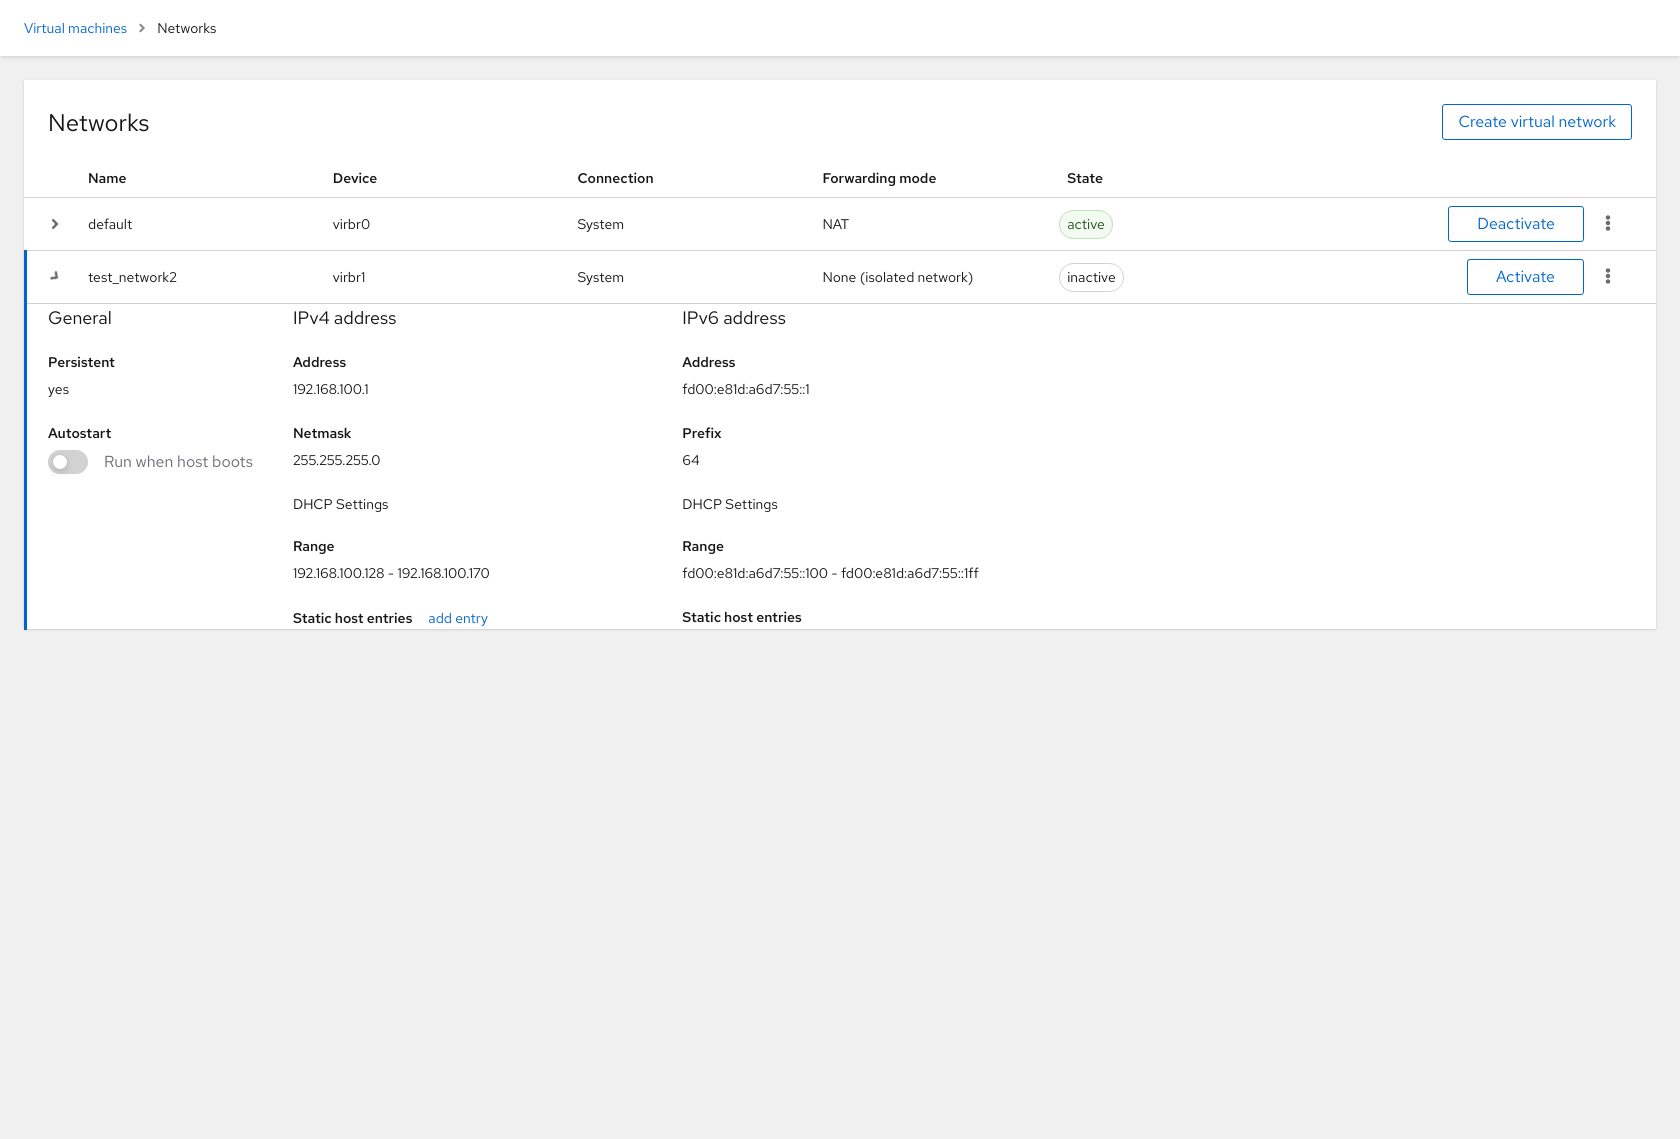 Virtual machines > Networks
Networks
Create virtual network
Name Device Connection Forwarding mode State
default virbr0 System NAT active Deactivate
test_network2 virbr1 System None (isolated network) inactive Activate
General IPv4 address IPv6 address
Persistent Address Address
yes 192.168.100.1 fd00:e81d:a6d7:55::1
Autostart Netmask Prefix
Run when host boots 255.255.255.0 64
DHCP Settings DHCP Settings
Range Range
192.168.100.128 - 192.168.100.170 fd00:e81d:a6d7:55::100 - fd00:e81d:a6d7:55::1ff
Static host entries add entry Static host entries